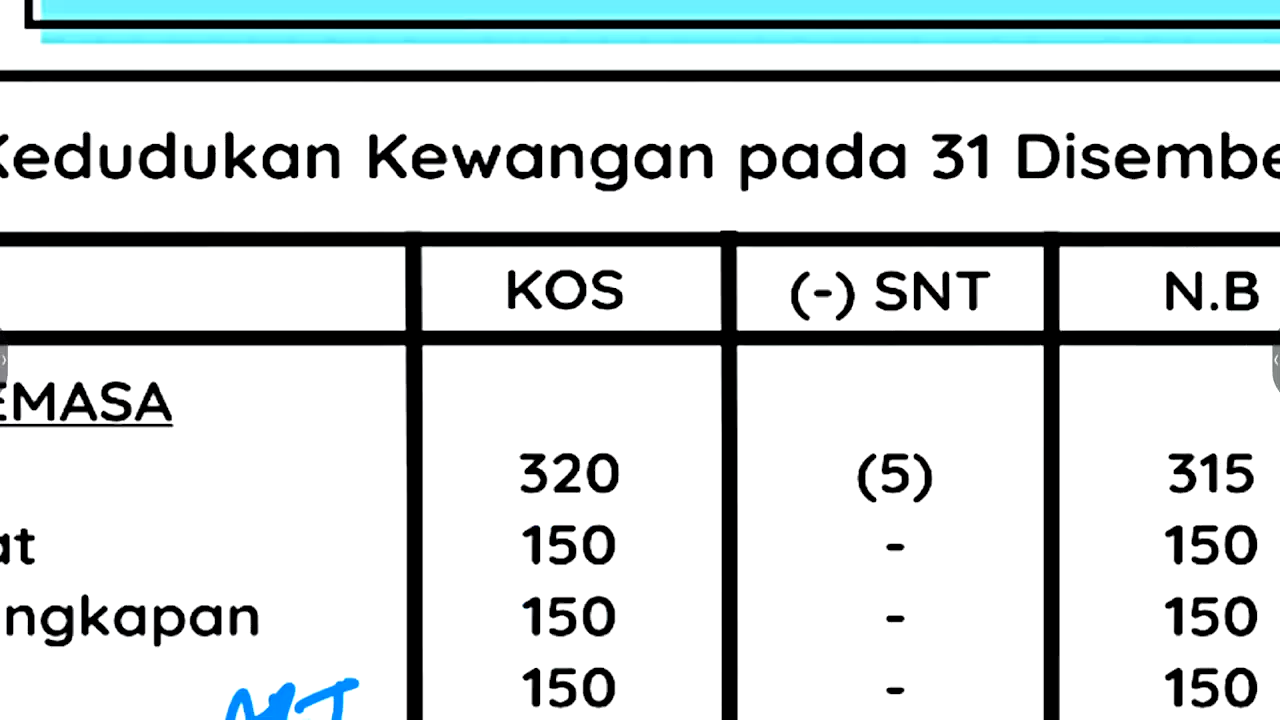 Kedudukan Kewangan pada 31 Disembe
KOS (-) SNT N.B
EMASA
320 (5) 315
at 150 - 150
ngkapan 150 - 150
150 - 150